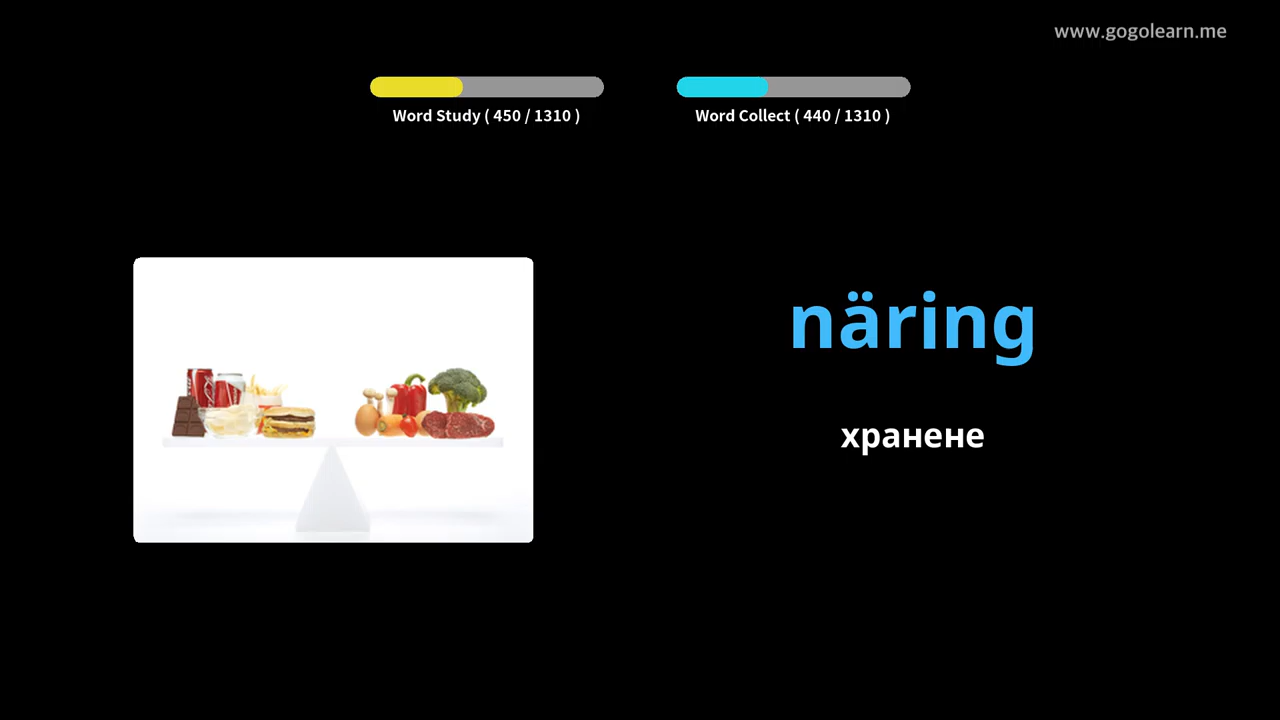 www.gogolearn.me
Word Study ( 450 / 1310 )
Word Collect ( 440 / 1310 )
näring
хранене